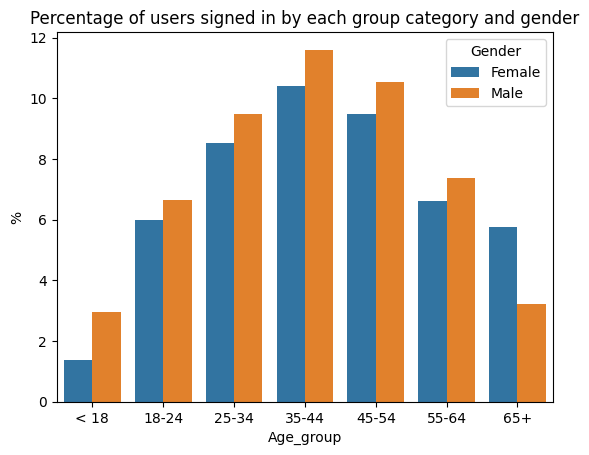 Percentage of users signed in by each group category and gender
12
10
8
6
4
2
0
%
Gender
Female
Male
< 18 18-24 25-34 35-44 45-54 55-64 65+
Age_group